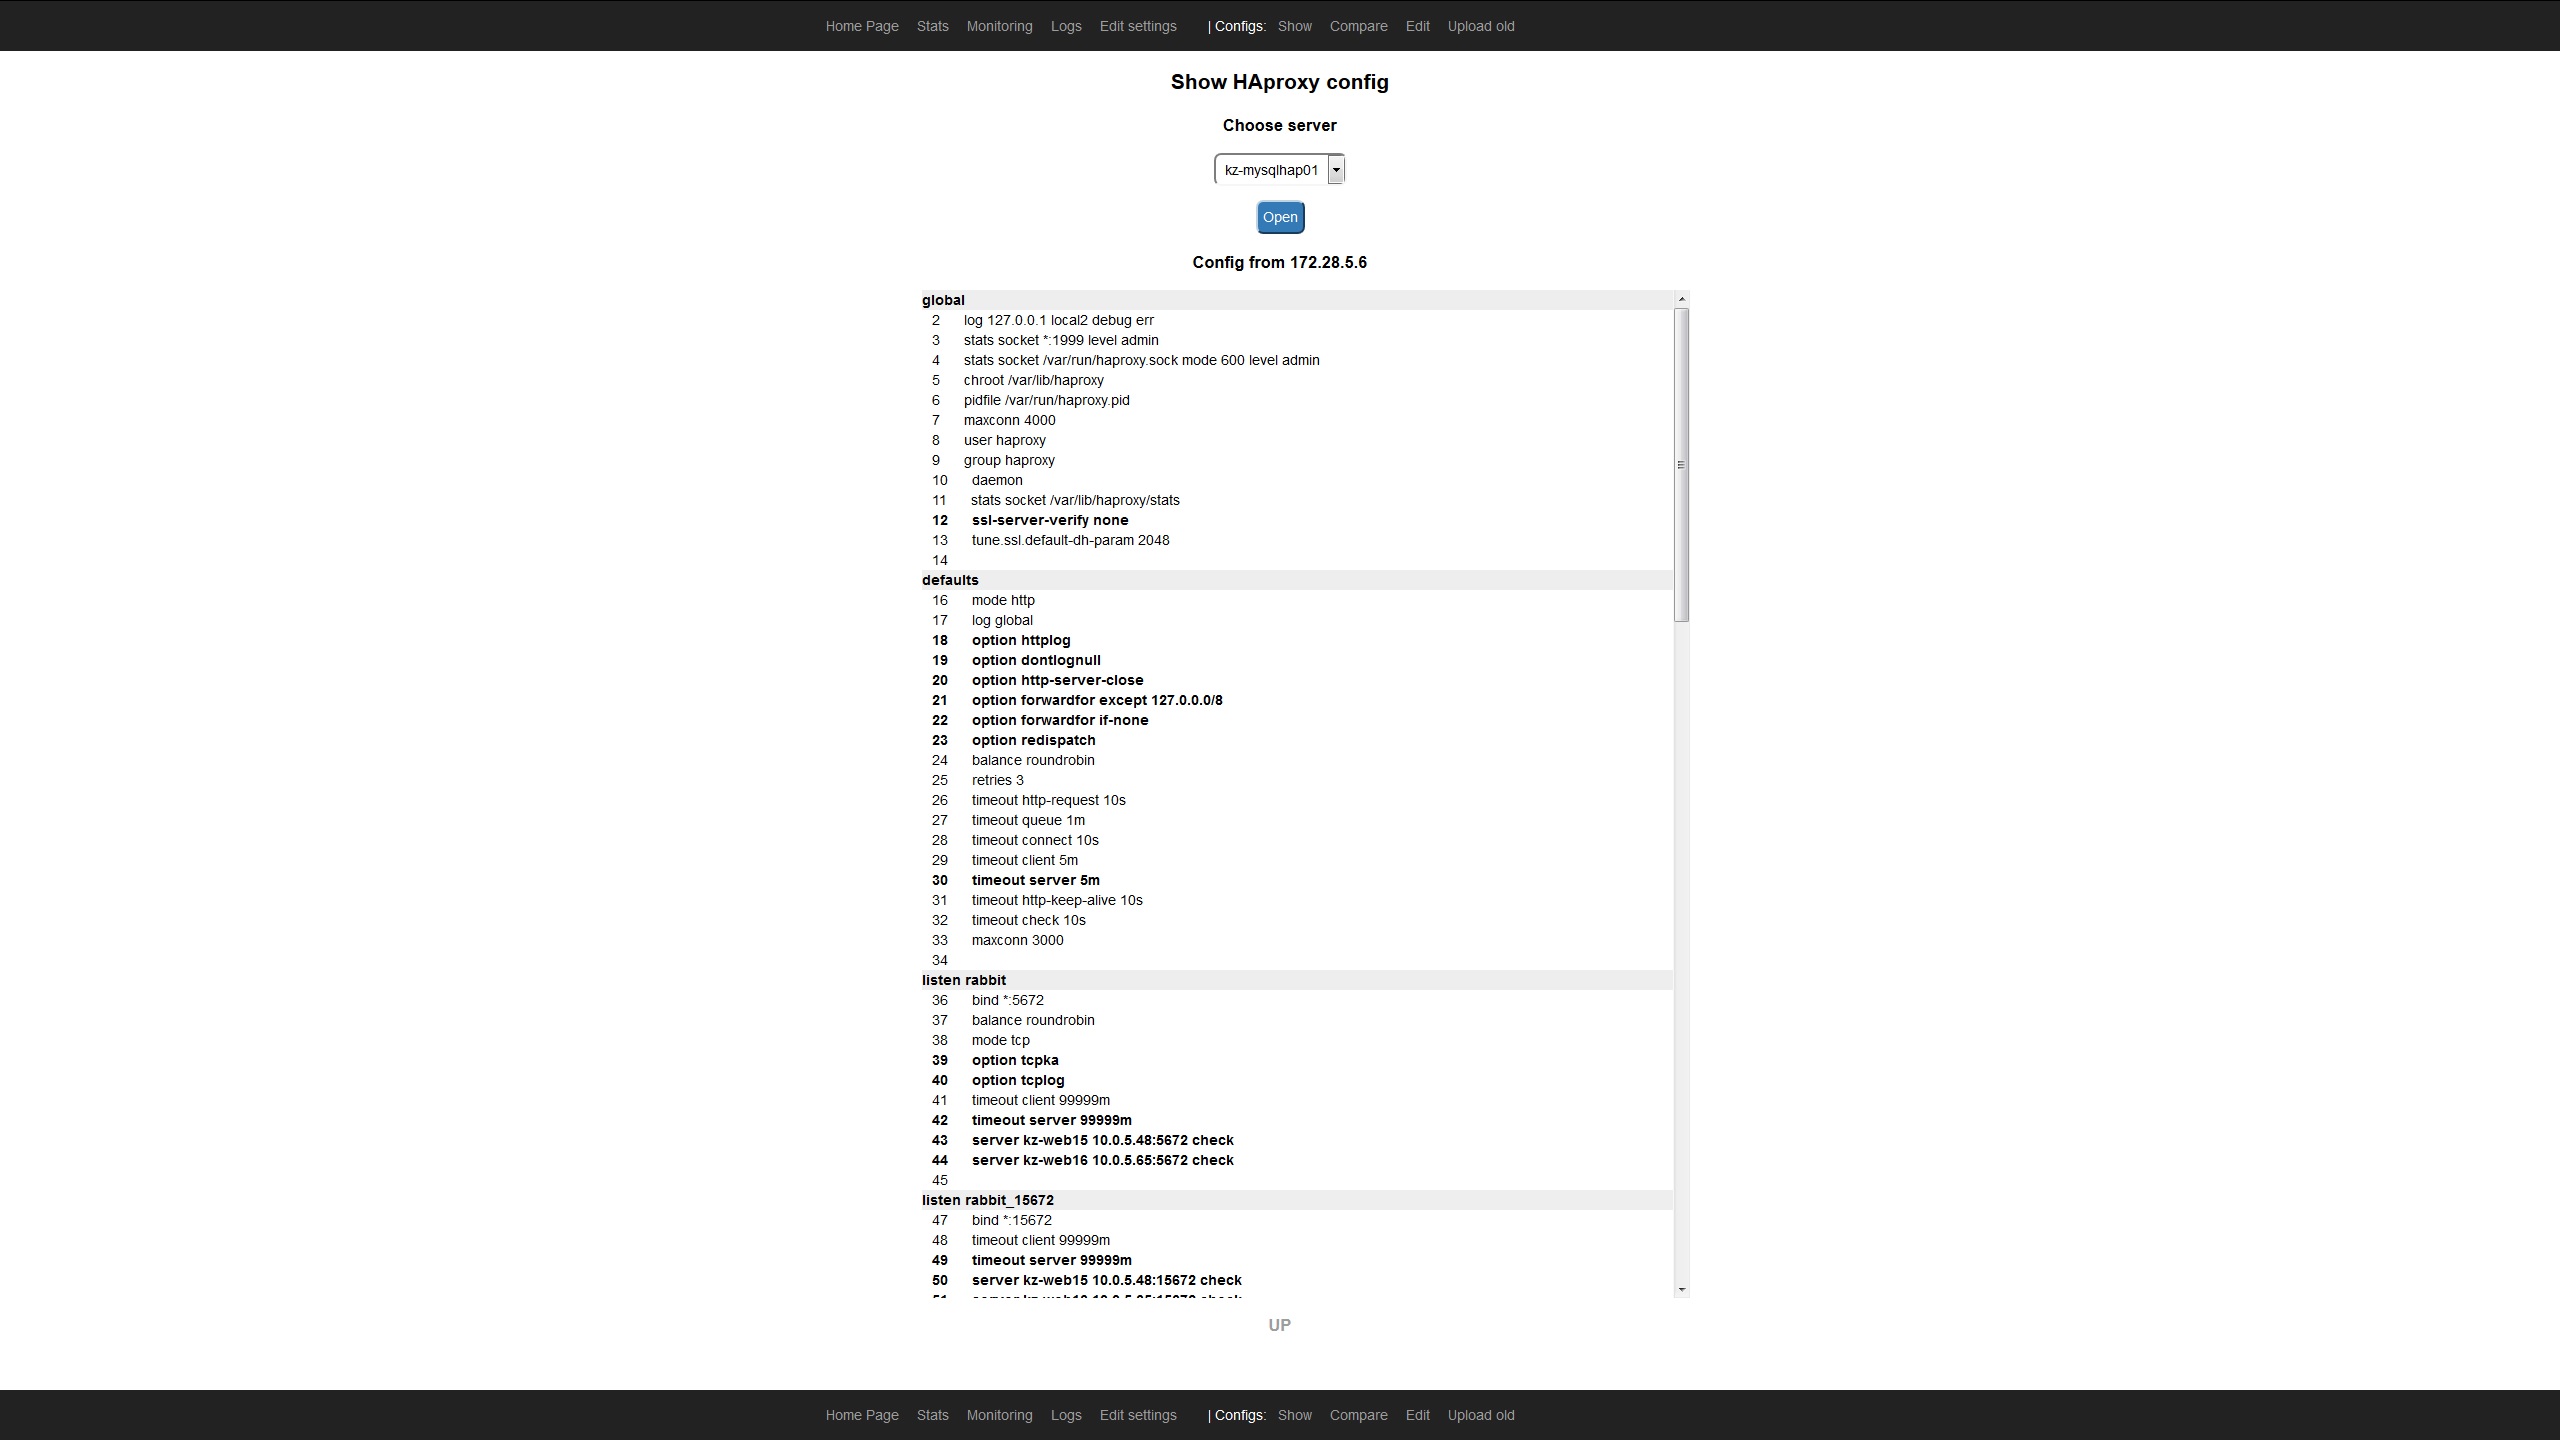 Home Page Stats Monitoring Logs Edit settings | Configs: Show Compare Edit Upload old
Show HAproxy config
Choose server
kz-mysqlhap01
Open
Config from 172.28.5.6
global
2 log 127.0.0.1 local2 debug err
3 stats socket *:1999 level admin
4 stats socket /var/run/haproxy.sock mode 600 level admin
5 chroot /var/lib/haproxy
6 pidfile /var/run/haproxy.pid
7 maxconn 4000
8 user haproxy
9 group haproxy
10 daemon
11 stats socket /var/lib/haproxy/stats
12 ssl-server-verify none
13 tune.ssl.default-dh-param 2048
14
defaults
16 mode http
17 log global
18 option httplog
19 option dontlognull
20 option http-server-close
21 option forwardfor except 127.0.0.0/8
22 option forwardfor if-none
23 option redispatch
24 balance roundrobin
25 retries 3
26 timeout http-request 10s
27 timeout queue 1m
28 timeout connect 10s
29 timeout client 5m
30 timeout server 5m
31 timeout http-keep-alive 10s
32 timeout check 10s
33 maxconn 3000
34
listen rabbit
36 bind *:5672
37 balance roundrobin
38 mode tcp
39 option tcpka
40 option tcplog
41 timeout client 99999m
42 timeout server 99999m
43 server kz-web15 10.0.5.48:5672 check
44 server kz-web16 10.0.5.65:5672 check
45
listen rabbit_15672
47 bind *:15672
48 timeout client 99999m
49 timeout server 99999m
50 server kz-web15 10.0.5.48:15672 check
UP
Home Page Stats Monitoring Logs Edit settings | Configs: Show Compare Edit Upload old